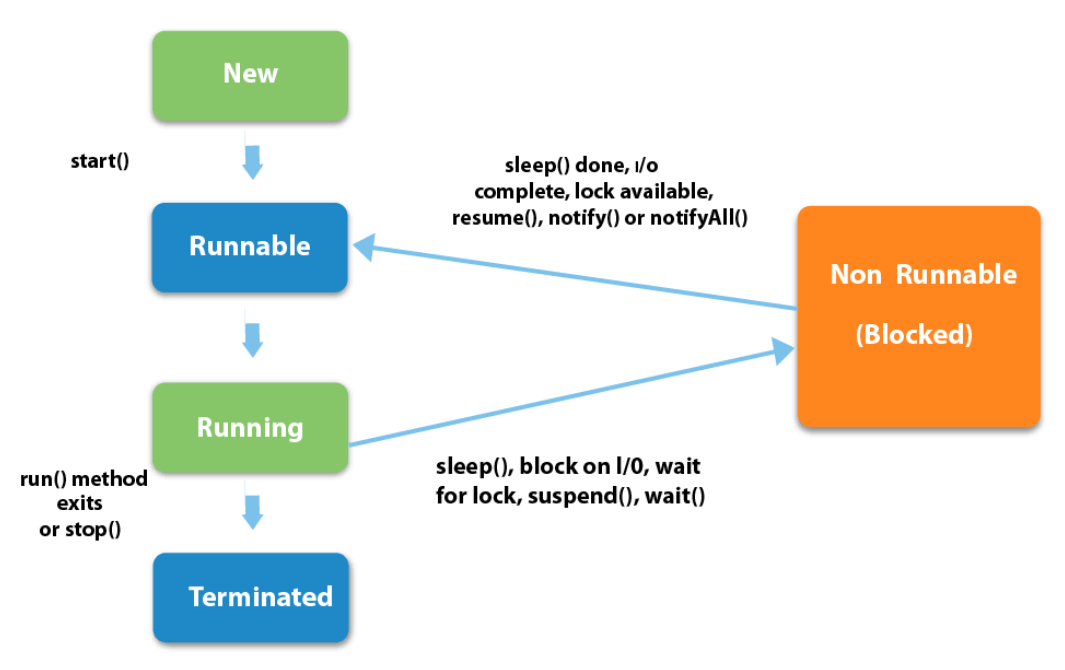 New
start()
sleep() done, I/o
complete, lock available,
resume(), notify() or notifyAll()
Runnable
Non Runnable
(Blocked)
Running
sleep(), block on l/0, wait
for lock, suspend(), wait()
run() method
exits
or stop()
Terminated